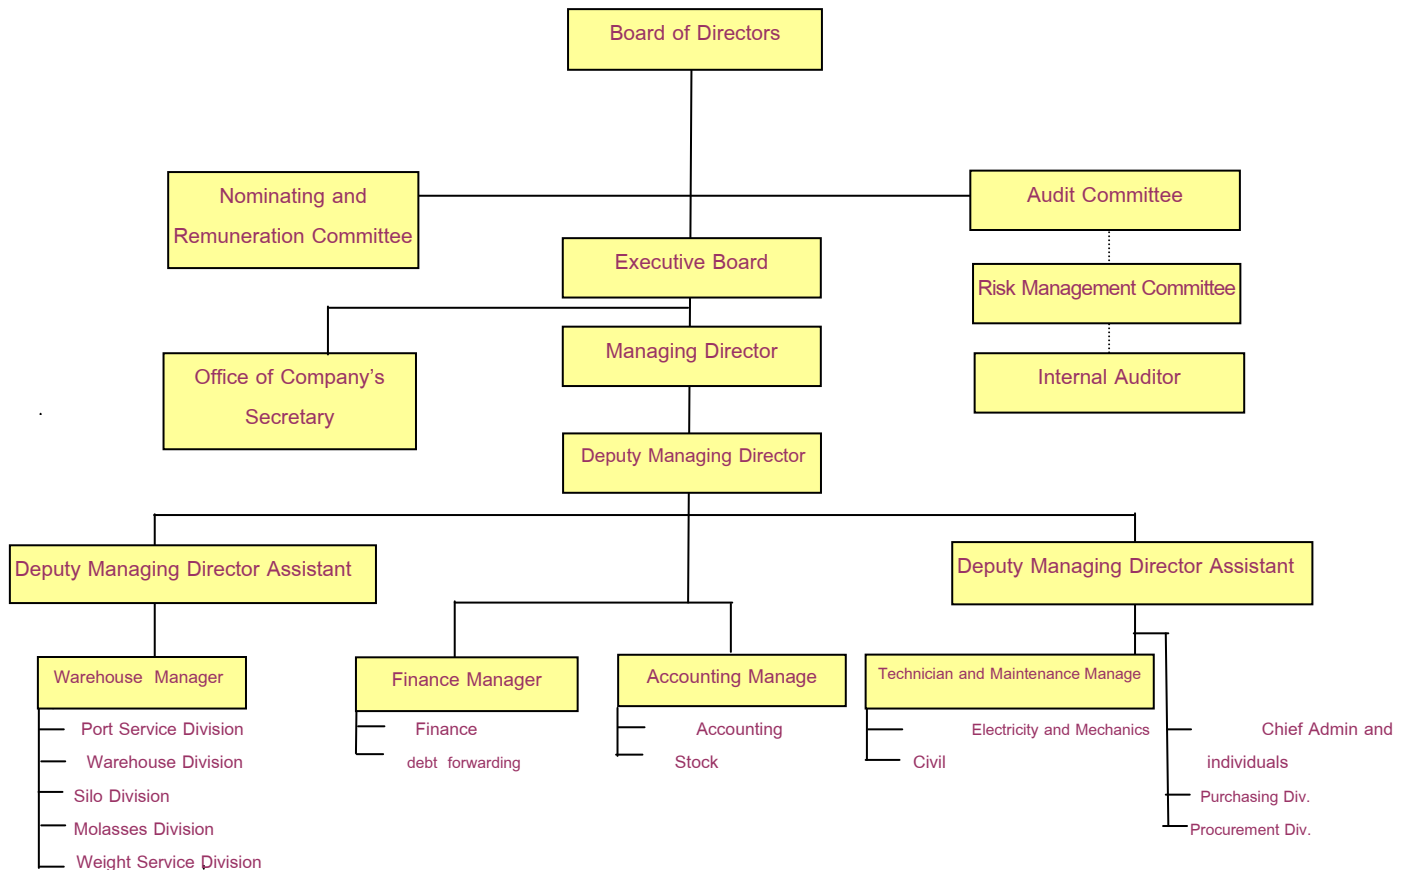 Board of Directors
Nominating and
Remuneration Committee
Audit Committee
Executive Board
Risk Management Committee
Managing Director
Office of Company’s
Secretary
Internal Auditor
Deputy Managing Director
Deputy Managing Director Assistant
Deputy Managing Director Assistant
Warehouse Manager
Finance Manager
Accounting Manage
Technician and Maintenance Manage
Port Service Division
Warehouse Division
Silo Division
Molasses Division
Weight Service Division
Finance
debt forwarding
Accounting
Stock
Electricity and Mechanics
Civil
Chief Admin and
individuals
Purchasing Div.
Procurement Div.